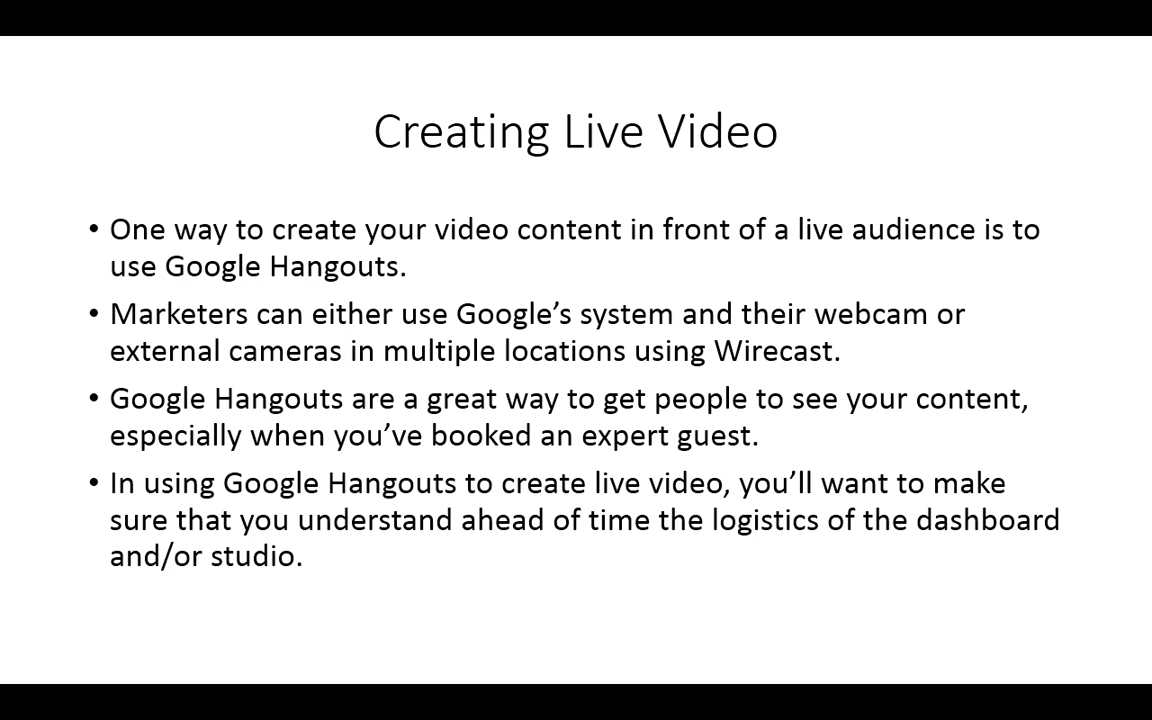 Creating Live Video
• One way to create your video content in front of a live audience is to
use Google Hangouts.
• Marketers can either use Google’s system and their webcam or
external cameras in multiple locations using Wirecast.
• Google Hangouts are a great way to get people to see your content,
especially when you’ve booked an expert guest.
• In using Google Hangouts to create live video, you’ll want to make
sure that you understand ahead of time the logistics of the dashboard
and/or studio.